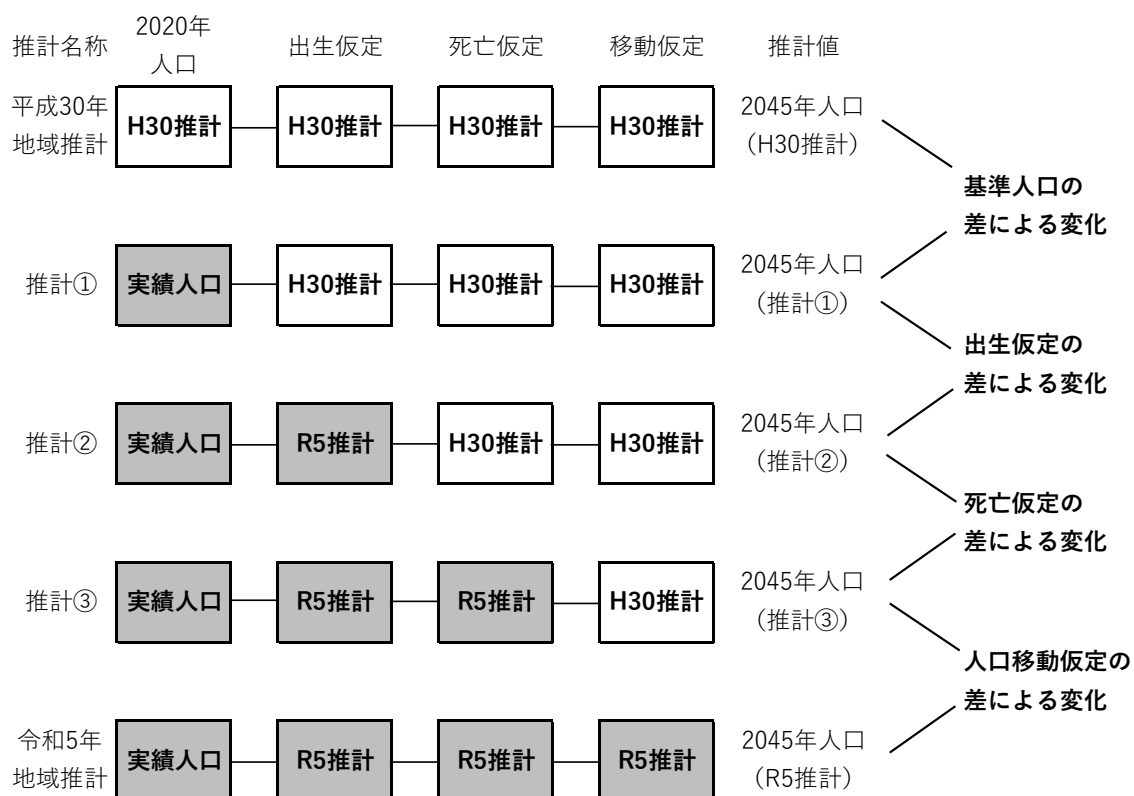 推計名称 2020年人口 出生仮定 死亡仮定 移動仮定 推計値
平成30年
地域推計
H30推計 H30推計 H30推計 H30推計
2045年人口
（H30推計）
基準人口の
差による変化
推計①
実績人口 H30推計 H30推計 H30推計
2045年人口
（推計①）
出生仮定の
差による変化
推計②
実績人口 R5推計 H30推計 H30推計
2045年人口
（推計②）
死亡仮定の
差による変化
推計③
実績人口 R5推計 R5推計 H30推計
2045年人口
（推計③）
人口移動仮定の
差による変化
令和5年
地域推計
実績人口 R5推計 R5推計 R5推計
2045年人口
（R5推計）